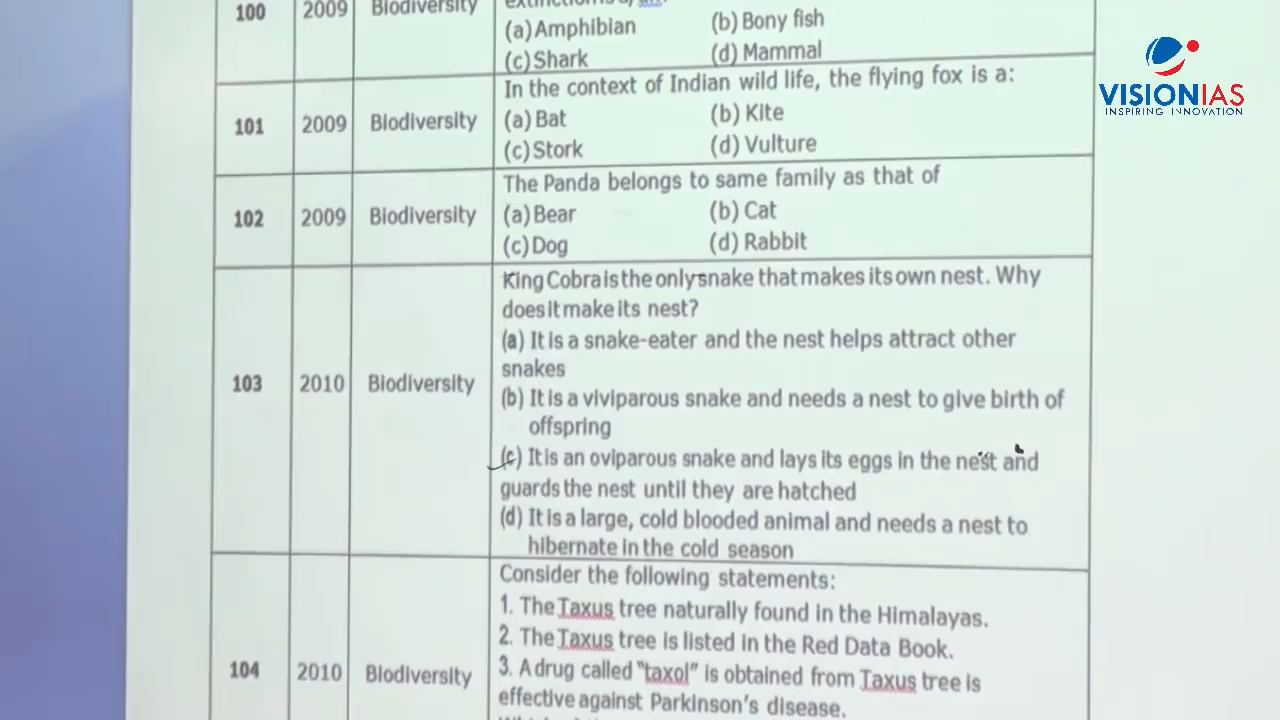 100 2009 Biodiversity
(a) Amphibian (b) Bony fish
(c) Shark (d) Mammal
VISIONIAS
INSPIRING INNOVATION
101 2009 Biodiversity
In the context of Indian wild life, the flying fox is a:
(a) Bat (b) Kite
(c) Stork (d) Vulture
102 2009 Biodiversity
The Panda belongs to same family as that of
(a) Bear (b) Cat
(c) Dog (d) Rabbit
103 2010 Biodiversity
King Cobra is the only snake that makes its own nest. Why
does it make its nest?
(a) It is a snake-eater and the nest helps attract other
snakes
(b) It is a viviparous snake and needs a nest to give birth of
offspring
(c) It is an oviparous snake and lays its eggs in the nest and
guards the nest until they are hatched
(d) It is a large, cold blooded animal and needs a nest to
hibernate in the cold season
104 2010 Biodiversity
Consider the following statements:
1. The Taxus tree naturally found in the Himalayas.
2. The Taxus tree is listed in the Red Data Book.
3. A drug called “taxol” is obtained from Taxus tree is
effective against Parkinson’s disease.